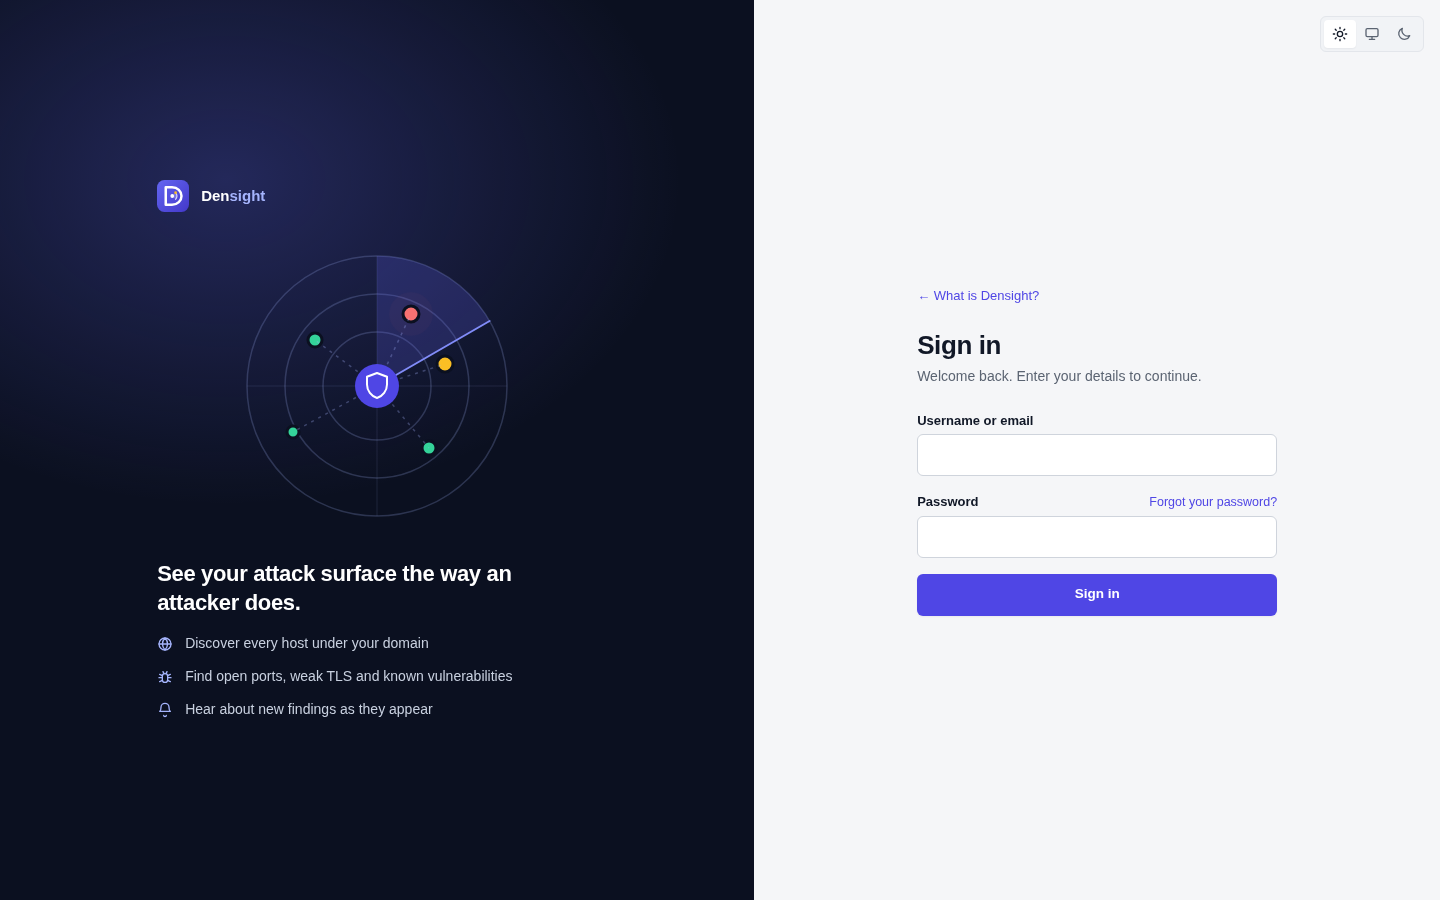 Densight
See your attack surface the way an
attacker does.
Discover every host under your domain
Find open ports, weak TLS and known vulnerabilities
Hear about new findings as they appear
← What is Densight?
Sign in
Welcome back. Enter your details to continue.
Username or email
Password
Forgot your password?
Sign in